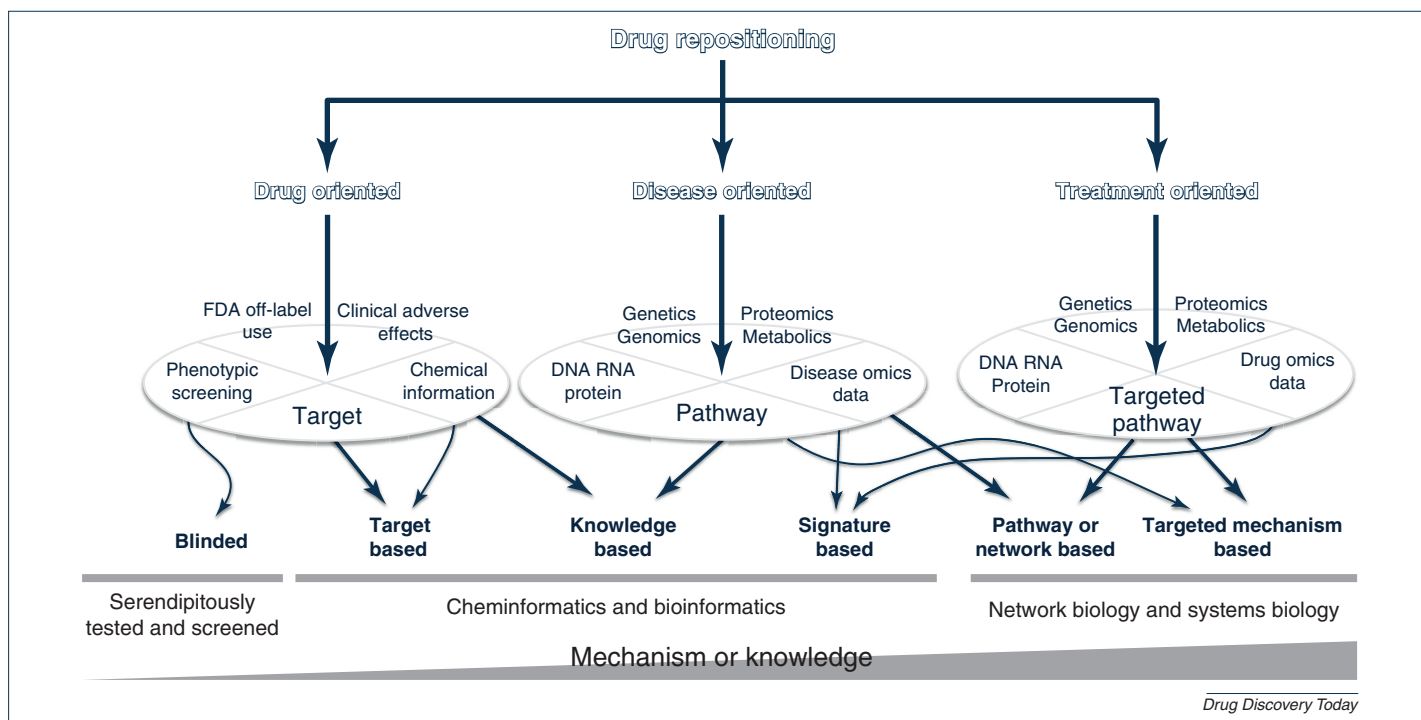 Drug repositioning
Drug oriented
Disease oriented
Treatment oriented
FDA off-label
use
Clinical adverse
effects
Phenotypic
screening
Chemical
information
Target
Genetics
Genomics
Proteomics
Metabolics
DNA RNA
protein
Disease omics
data
Pathway
Genetics
Genomics
Proteomics
Metabolics
DNA RNA
Protein
Drug omics
data
Targeted
pathway
Blinded
Target
based
Knowledge
based
Signature
based
Pathway or
network based
Targeted mechanism
based
Serendipitously
tested and screened
Cheminformatics and bioinformatics
Network biology and systems biology
Mechanism or knowledge
Drug Discovery Today